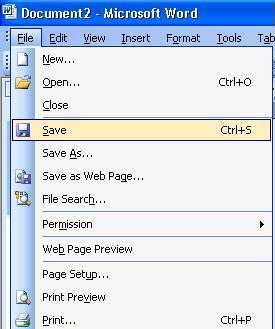 Document2 - Microsoft Word
File Edit View Insert Format Tools
New...
Open... Ctrl+O
Close
Save Ctrl+S
Save As...
Save as Web Page...
File Search...
Permission
Web Page Preview
Page Setup...
Print Preview
Print... Ctrl+P